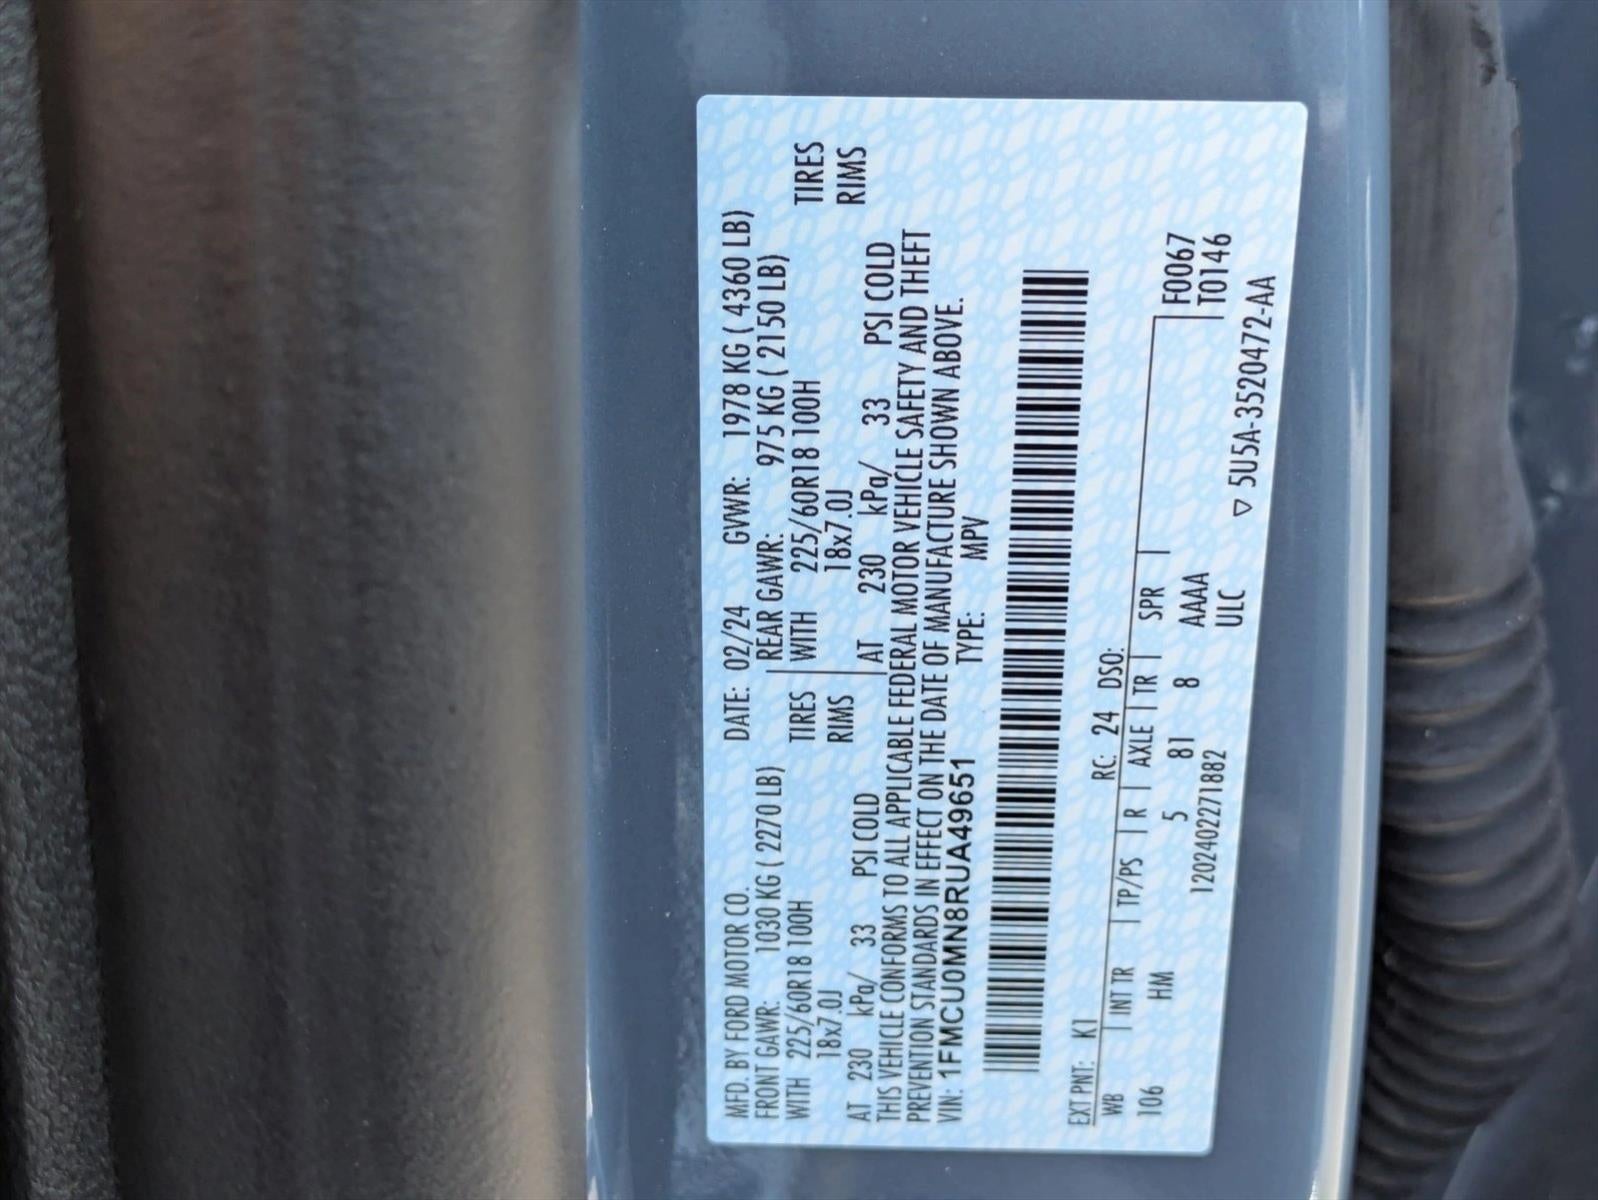 MFD. BY FORD MOTOR CO.
DATE: 02/24 GVWR: 1978 KG ( 4360 LB)
FRONT GAWR: 1030 KG ( 2270 LB) REAR GAWR: 975 KG ( 2150 LB)
WITH 225/60R18 100H TIRES WITH 225/60R18 100H TIRES
18x7.0J RIMS 18x7.0J RIMS
AT 230 kPa/ 33 PSI COLD AT 230 kPa/ 33 PSI COLD
THIS VEHICLE CONFORMS TO ALL APPLICABLE FEDERAL MOTOR VEHICLE SAFETY AND THEFT
PREVENTION STANDARDS IN EFFECT ON THE DATE OF MANUFACTURE SHOWN ABOVE.
VIN: 1FMCU0MN8RUA49651 TYPE: MPV
EXT PNT: K1 RC: 24 DSO:
WB INT TR TP/PS R AXLE TR SPR F0067
106 HM 5 81 8 AAAA T0146
1202402271882 ULC
▽ 5U5A-3520472-AA